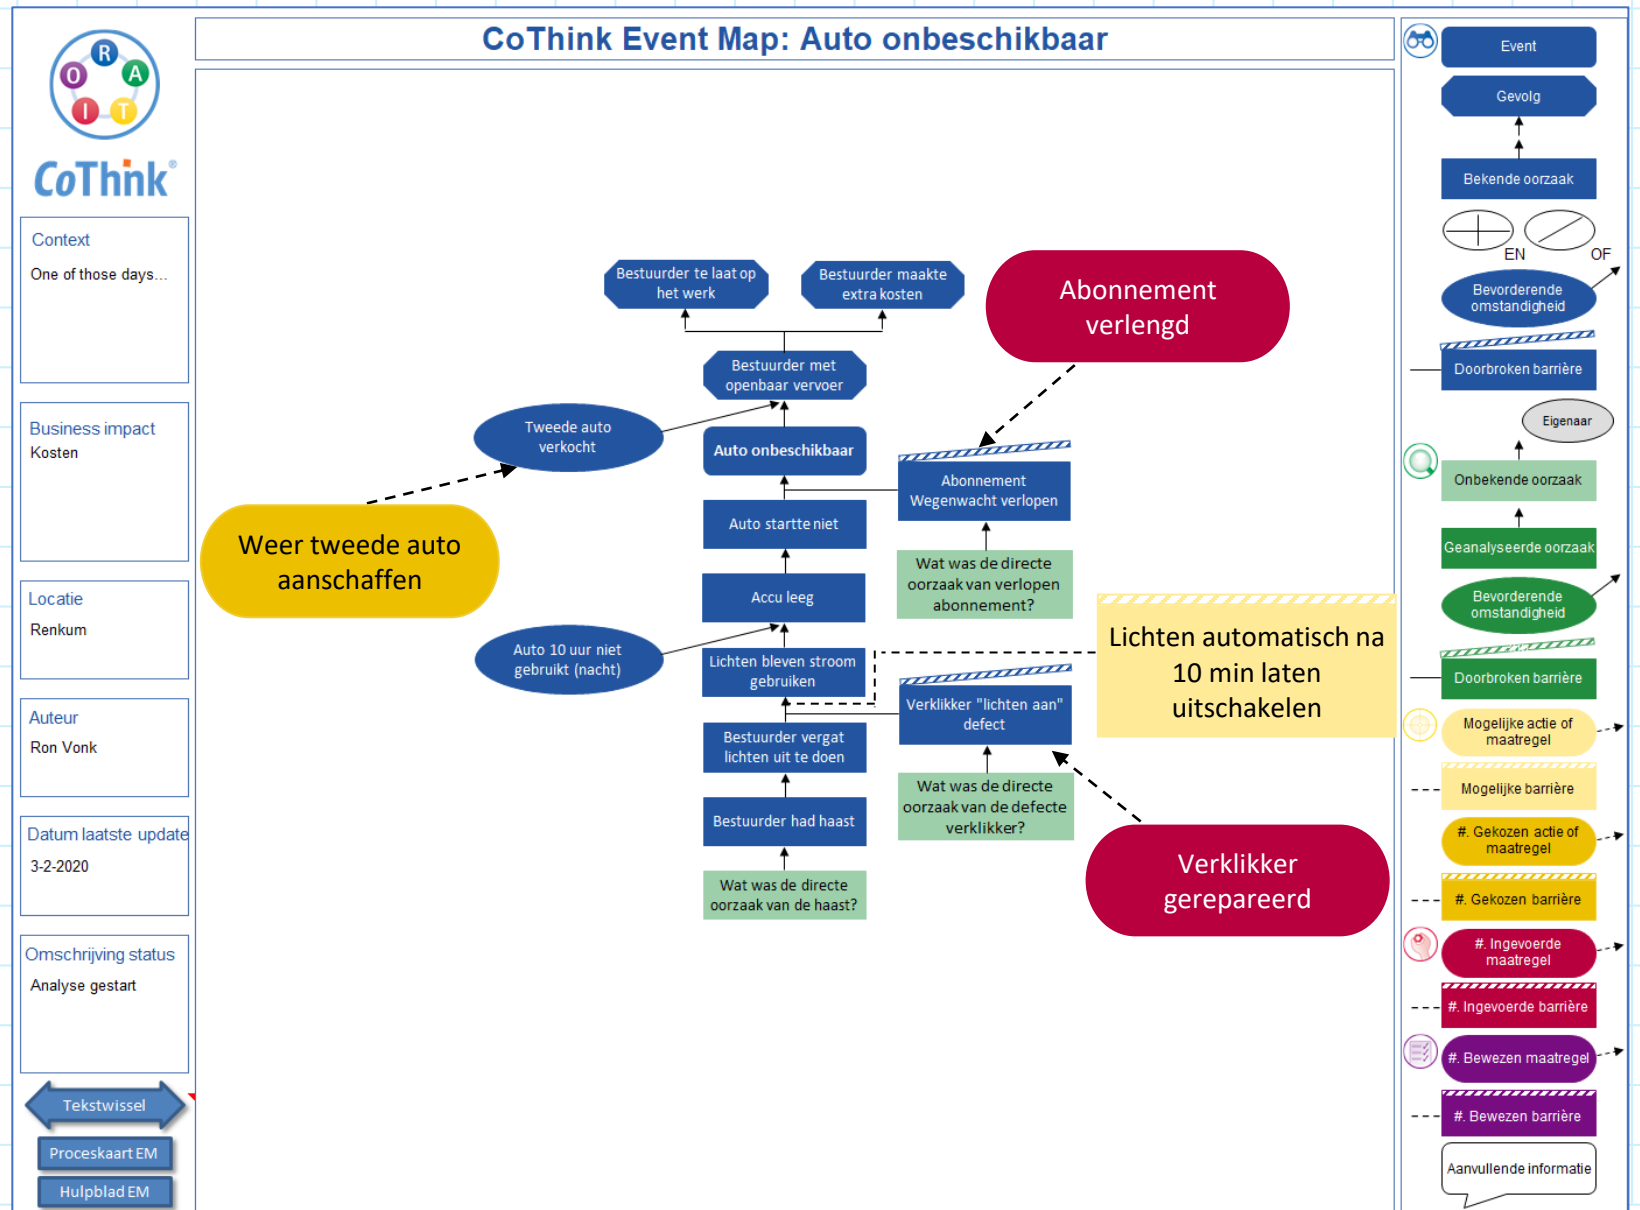 CoThink Event Map: Auto onbeschikbaar
R
O
A
I
T
CoThink®
Context
One of those days...
Business impact
Kosten
Locatie
Renkum
Auteur
Ron Vonk
Datum laatste update
3-2-2020
Omschrijving status
Analyse gestart
Tekstwissel
Proceskaart EM
Hulpblad EM
Bestuurder te laat op
het werk
Bestuurder maakte
extra kosten
Abonnement
verlengd
Bestuurder met
openbaar vervoer
Tweede auto
verkocht
Auto onbeschikbaar
Abonnement
Wegenwacht verlopen
Weer tweede auto
aanschaffen
Auto startte niet
Wat was de directe
oorzaak van verlopen
abonnement?
Accu leeg
Auto 10 uur niet
gebruikt (nacht)
Lichten bleven stroom
gebruiken
Lichten automatisch na
10 min laten
uitschakelen
Verklikker "lichten aan"
defect
Bestuurder vergat
lichten uit te doen
Wat was de directe
oorzaak van de defecte
verklikker?
Bestuurder had haast
Verklikker
gerepareerd
Wat was de directe
oorzaak van de haast?
Event
Gevolg
Bekende oorzaak
EN
OF
Bevorderende
omstandigheid
Doorbroken barrière
Eigenaar
Onbekende oorzaak
Geanalyseerde oorzaak
Bevorderende
omstandigheid
Doorbroken barrière
Mogelijke actie of
maatregel
Mogelijke barrière
#. Gekozen actie of
maatregel
#. Gekozen barrière
#. Ingevoerde
maatregel
#. Ingevoerde barrière
#. Bewezen maatregel
#. Bewezen barrière
Aanvullende informatie